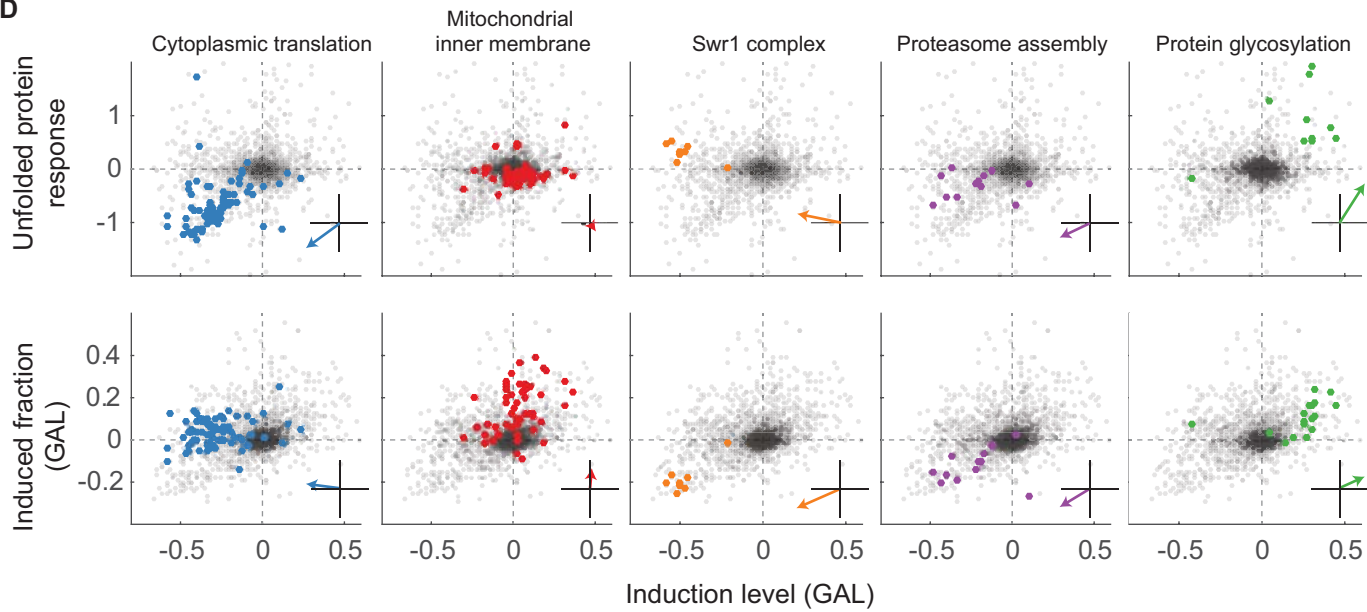 D
Cytoplasmic translation
Mitochondrial
inner membrane
Swr1 complex
Proteasome assembly
Protein glycosylation
Unfolded protein
response
1
0
-1
Induced fraction
(GAL)
0.4
0.2
0
-0.2
-0.5
0
0.5
-0.5
0
0.5
-0.5
0
0.5
-0.5
0
0.5
-0.5
0
0.5
Induction level (GAL)